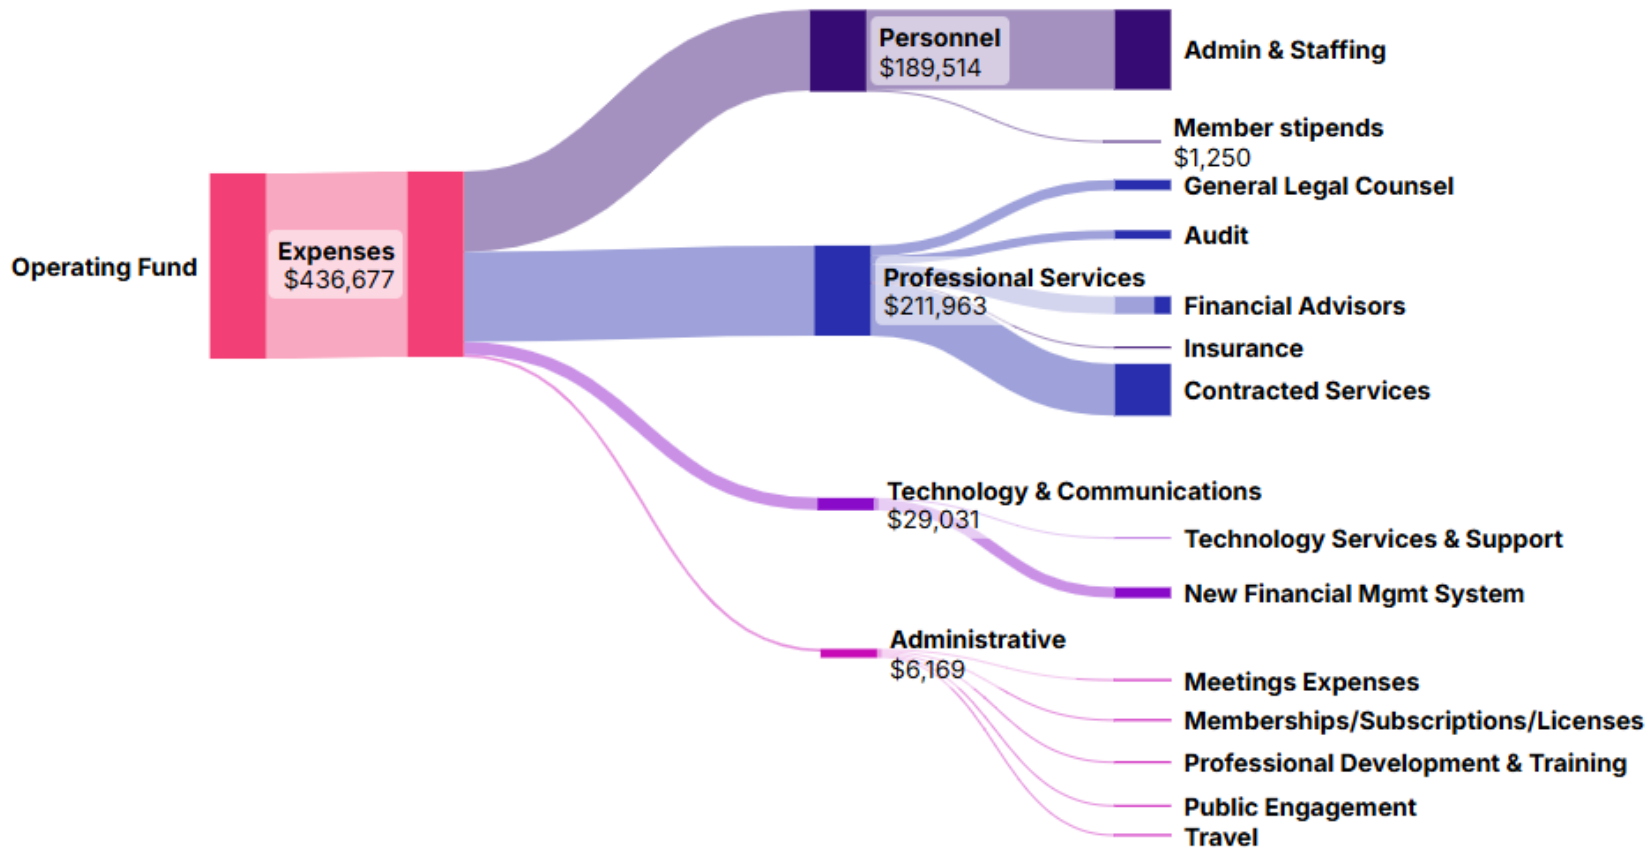 Operating Fund
Expenses
$436,677
Personnel
$189,514
Admin & Staffing
Member stipends
$1,250
General Legal Counsel
Audit
Professional Services
$211,963
Financial Advisors
Insurance
Contracted Services
Technology & Communications
$29,031
Technology Services & Support
New Financial Mgmt System
Administrative
$6,169
Meetings Expenses
Memberships/Subscriptions/Licenses
Professional Development & Training
Public Engagement
Travel